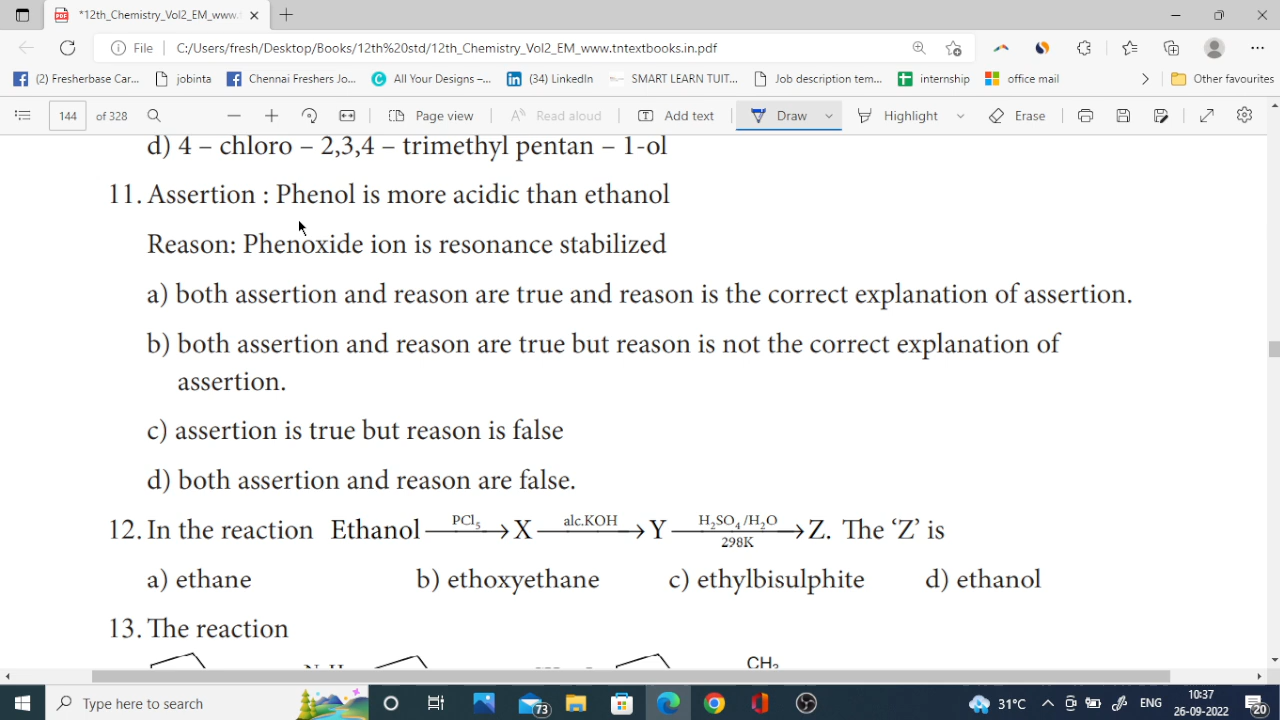 *12th_Chemistry_Vol2_EM_www.
File C:/Users/fresh/Desktop/Books/12th%20std/12th_Chemistry_Vol2_EM_www.tntextbooks.in.pdf
(2) Fresherbase Car... jobinta Chennai Freshers Jo... All Your Designs –... (34) LinkedIn SMART LEARN TUIT... Job description tem... internship office mail Other favourites
144 of 328 Page view Read aloud Add text Draw Highlight Erase
d) 4 – chloro – 2,3,4 – trimethyl pentan – 1-ol
11. Assertion : Phenol is more acidic than ethanol
Reason: Phenoxide ion is resonance stabilized
a) both assertion and reason are true and reason is the correct explanation of assertion.
b) both assertion and reason are true but reason is not the correct explanation of
assertion.
c) assertion is true but reason is false
d) both assertion and reason are false.
12. In the reaction Ethanol —PCl₅→ X —alc.KOH→ Y —H₂SO₄/H₂O 298K→ Z. The ‘Z’ is
a) ethane b) ethoxyethane c) ethylbisulphite d) ethanol
13. The reaction
CH₃
Type here to search 73 31°C ENG 10:37
26-09-2022 20